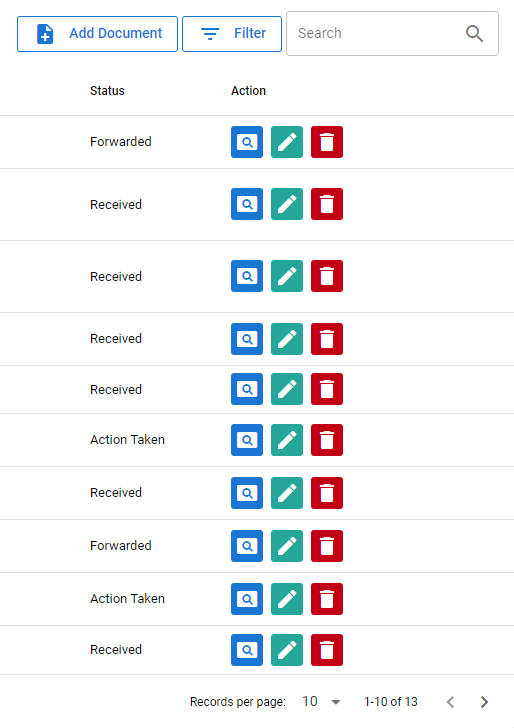 Add Document Filter Search
Status Action
Forwarded
Received
Received
Received
Received
Action Taken
Received
Forwarded
Action Taken
Received
Records per page: 10 1-10 of 13